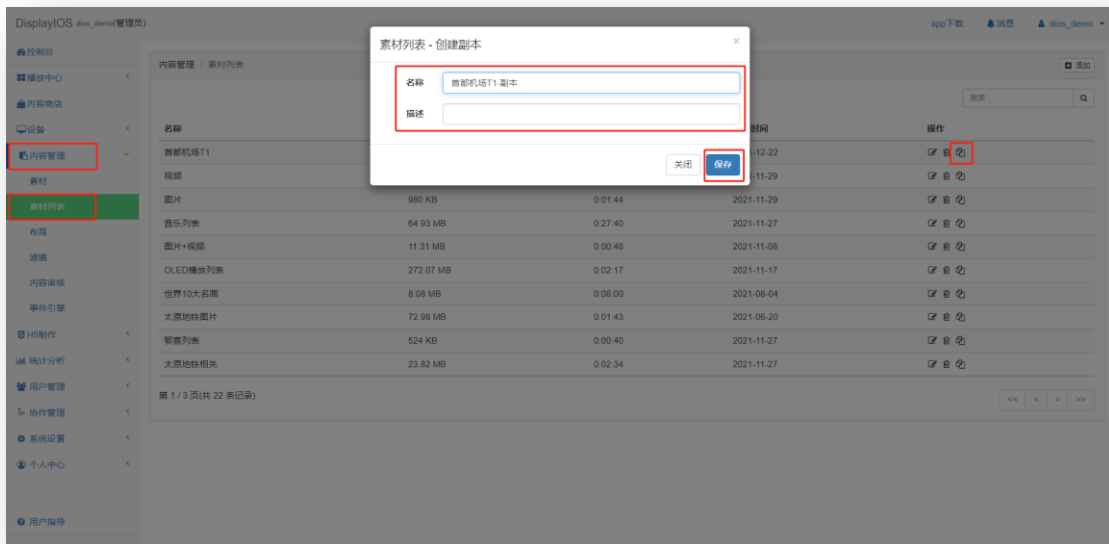 DisplayIOS dios_demo(管理员)
app下载 消息 dios_demo
控制台
播放中心
内容商店
设备
内容管理
素材
素材列表
布局
滤镜
内容审核
事件引擎
H5制作
统计分析
用户管理
协作管理
系统设置
个人中心
用户指导
内容管理 / 素材列表
添加
搜索
素材列表 - 创建副本 ×
名称 首都机场T1-副本
描述
关闭 保存
名称 时间 操作
首都机场T1 -12-22
视频 -11-29
图片 980 KB 0:01:44 2021-11-29
音乐列表 64.93 MB 0:27:40 2021-11-27
图片+视频 11.31 MB 0:00:48 2021-11-08
OLED播放列表 272.07 MB 0:02:17 2021-11-17
世界10大名画 8.08 MB 0:08:00 2021-08-04
太原地铁图片 72.98 MB 0:01:43 2021-06-20
鄂宣列表 524 KB 0:00:40 2021-11-27
太原地铁相关 23.82 MB 0:02:34 2021-11-27
第 1 / 3 页(共 22 条记录)
<< < > >>